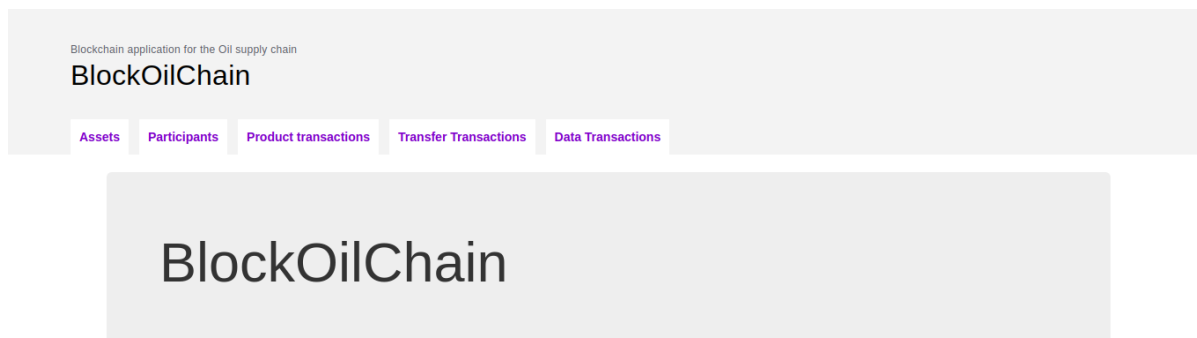 Blockchain application for the Oil supply chain
BlockOilChain
Assets Participants Product transactions Transfer Transactions Data Transactions
BlockOilChain